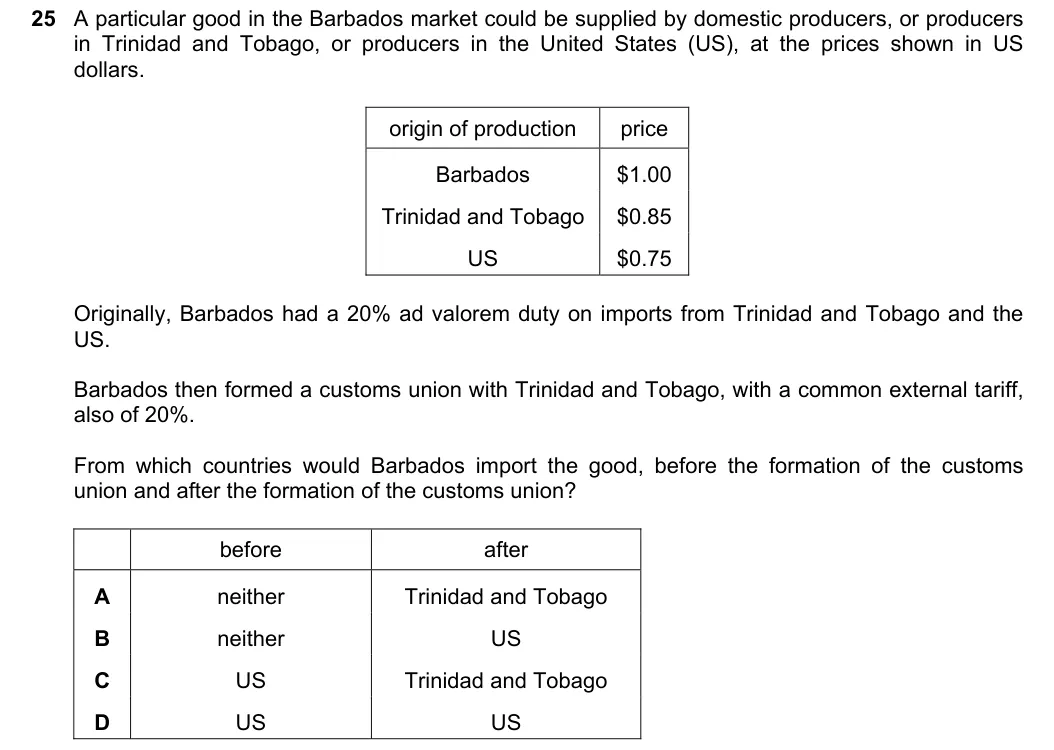 25 A particular good in the Barbados market could be supplied by domestic producers, or producers
in Trinidad and Tobago, or producers in the United States (US), at the prices shown in US
dollars.
origin of production price
Barbados $1.00
Trinidad and Tobago $0.85
US $0.75
Originally, Barbados had a 20% ad valorem duty on imports from Trinidad and Tobago and the
US.
Barbados then formed a customs union with Trinidad and Tobago, with a common external tariff,
also of 20%.
From which countries would Barbados import the good, before the formation of the customs
union and after the formation of the customs union?
before after
A neither Trinidad and Tobago
B neither US
C US Trinidad and Tobago
D US US